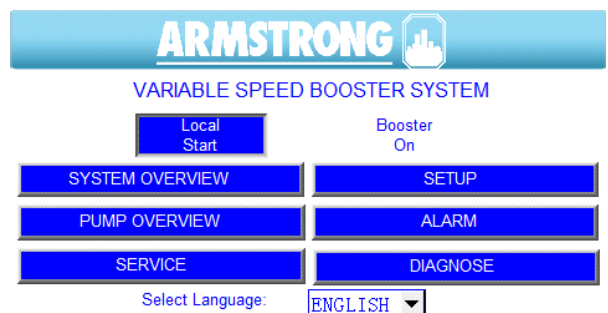 ARMSTRONG
VARIABLE SPEED BOOSTER SYSTEM
Local
Start
Booster
On
SYSTEM OVERVIEW
SETUP
PUMP OVERVIEW
ALARM
SERVICE
DIAGNOSE
Select Language:
ENGLISH